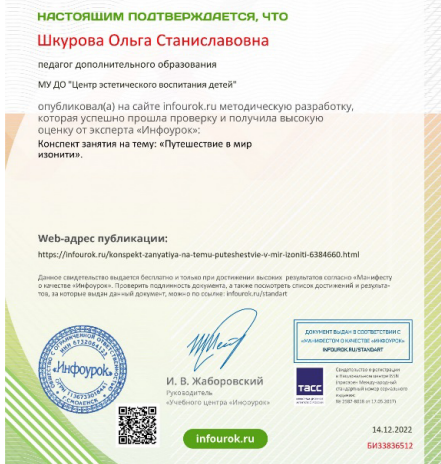 НАСТОЯЩИМ ПОДТВЕРЖДАЕТСЯ, ЧТО
Шкурова Ольга Станиславовна
педагог дополнительного образования
МУ ДО "Центр эстетического воспитания детей"
опубликовал(а) на сайте infourok.ru методическую разработку,
которая успешно прошла проверку и получила высокую
оценку от эксперта «Инфоурок»:
Конспект занятия на тему: «Путешествие в мир
изонити».
Web-адрес публикации:
https://infourok.ru/konspekt-zanyatiya-na-temu-puteshestvie-v-mir-izoniti-6384660.html
Данное свидетельство выдается бесплатно и только при достижении высоких результатов согласно «Манифесту
о качестве «Инфоурок». Проверить подлинность документа, а также посмотреть список достижений и результа-
тов, за которые выдан данный документ, можно по ссылке: infourok.ru/standart
ДОКУМЕНТ ВЫДАН В СООТВЕТСТВИИ С
«МАНИФЕСТОМ О КАЧЕСТВЕ «ИНФОУРОК»
INFOUROK.RU/STANDART
«Инфоурок»
И. В. Жаборовский
Руководитель
«Учебного центра «Инфоурок»
ТАСС
Свидетельство о регистрации
infourok.ru
14.12.2022
БИ33836512